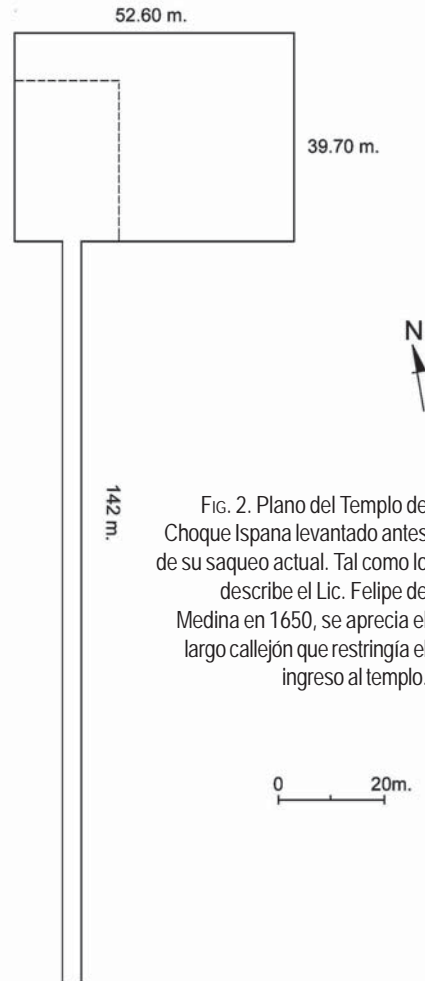 52.60 m.
39.70 m.
N
142 m.
FIG. 2. Plano del Templo de
Choque Ispana levantado antes
de su saqueo actual. Tal como lo
describe el Lic. Felipe de
Medina en 1650, se aprecia el
largo callejón que restringía el
ingreso al templo.
0 20m.